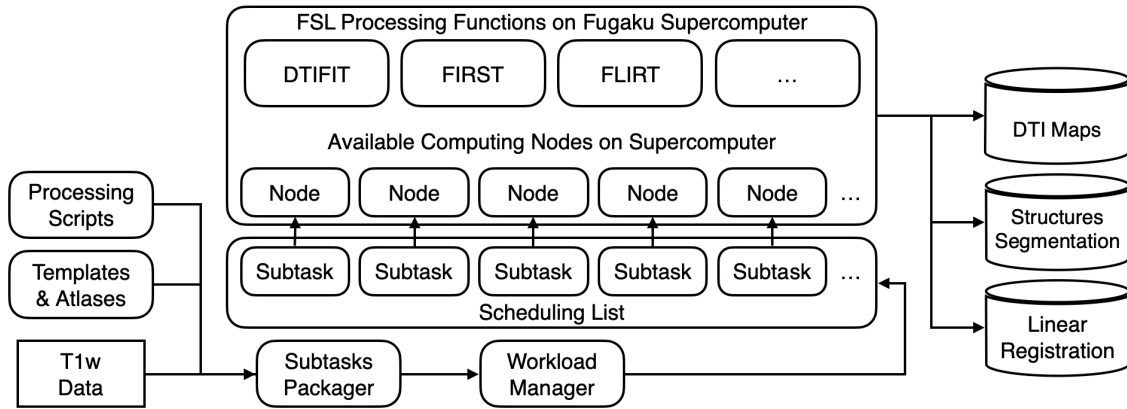 FSL Processing Functions on Fugaku Supercomputer
DTIFIT
FIRST
FLIRT
...
Available Computing Nodes on Supercomputer
Node
Node
Node
Node
Node
...
Subtask
Subtask
Subtask
Subtask
Subtask
...
Scheduling List
Processing
Scripts
Templates
& Atlases
T1w
Data
Subtasks
Packager
Workload
Manager
DTI Maps
Structures
Segmentation
Linear
Registration